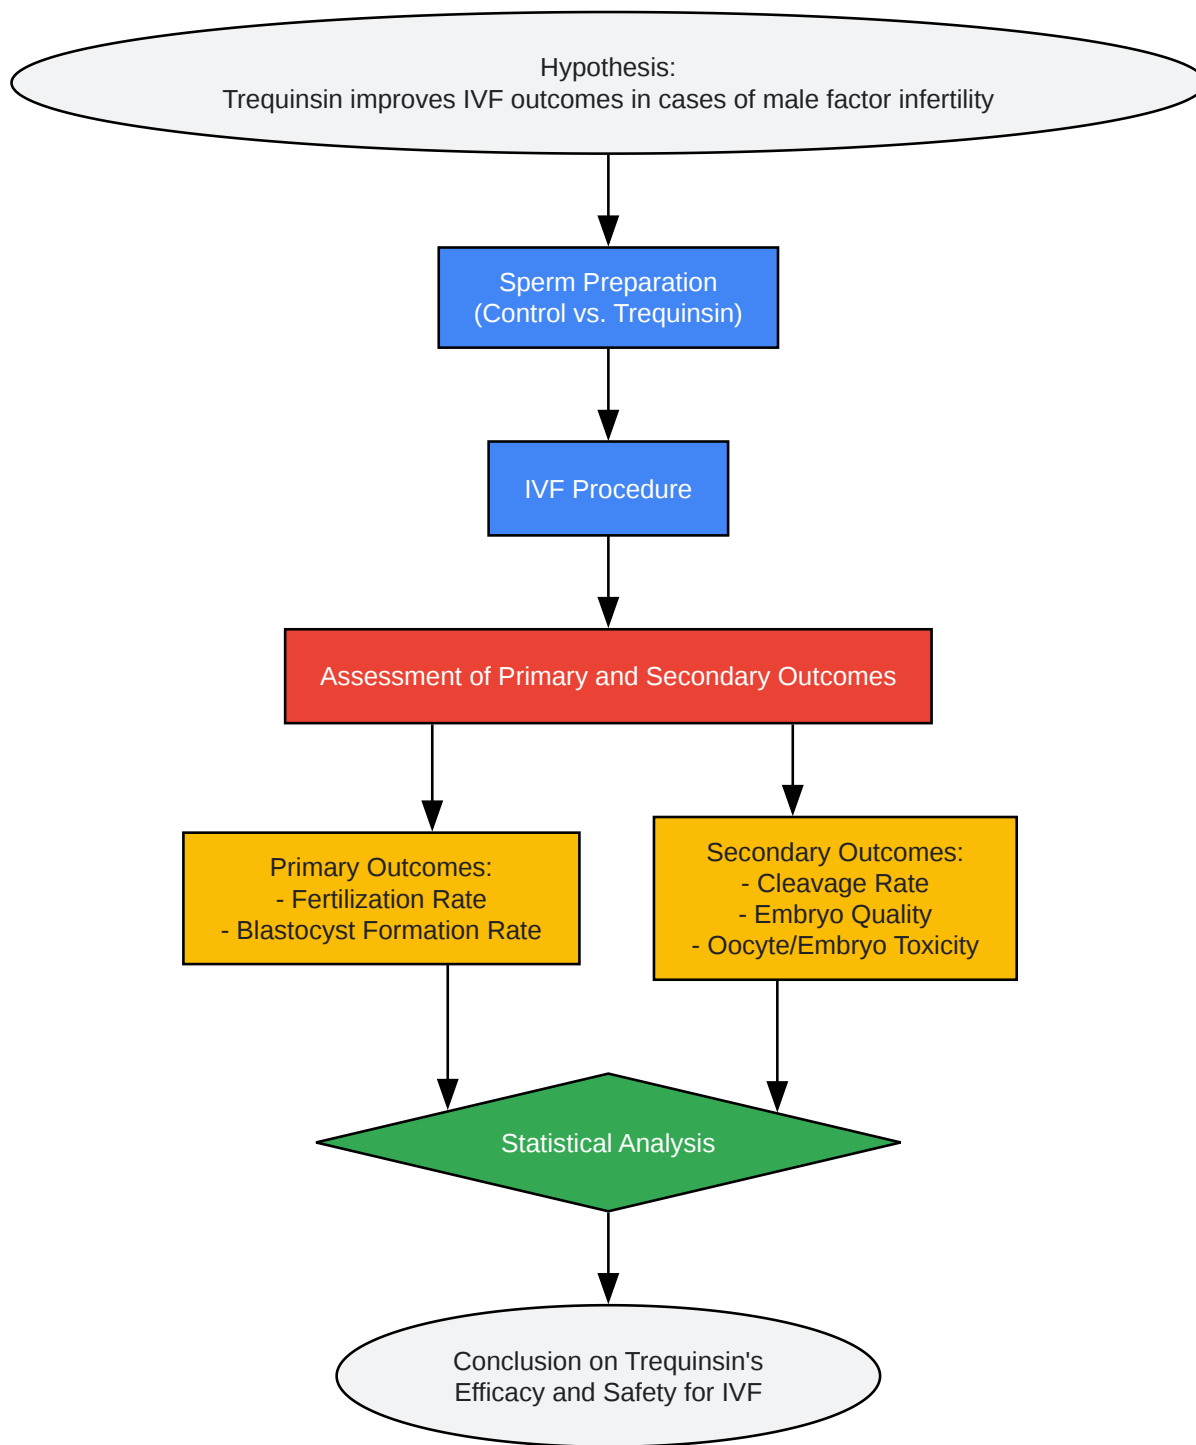 Hypothesis:
Trequinsin improves IVF outcomes in cases of male factor infertility
Sperm Preparation
(Control vs. Trequinsin)
IVF Procedure
Assessment of Primary and Secondary Outcomes
Primary Outcomes:
- Fertilization Rate
- Blastocyst Formation Rate
Secondary Outcomes:
- Cleavage Rate
- Embryo Quality
- Oocyte/Embryo Toxicity
Statistical Analysis
Conclusion on Trequinsin's
Efficacy and Safety for IVF